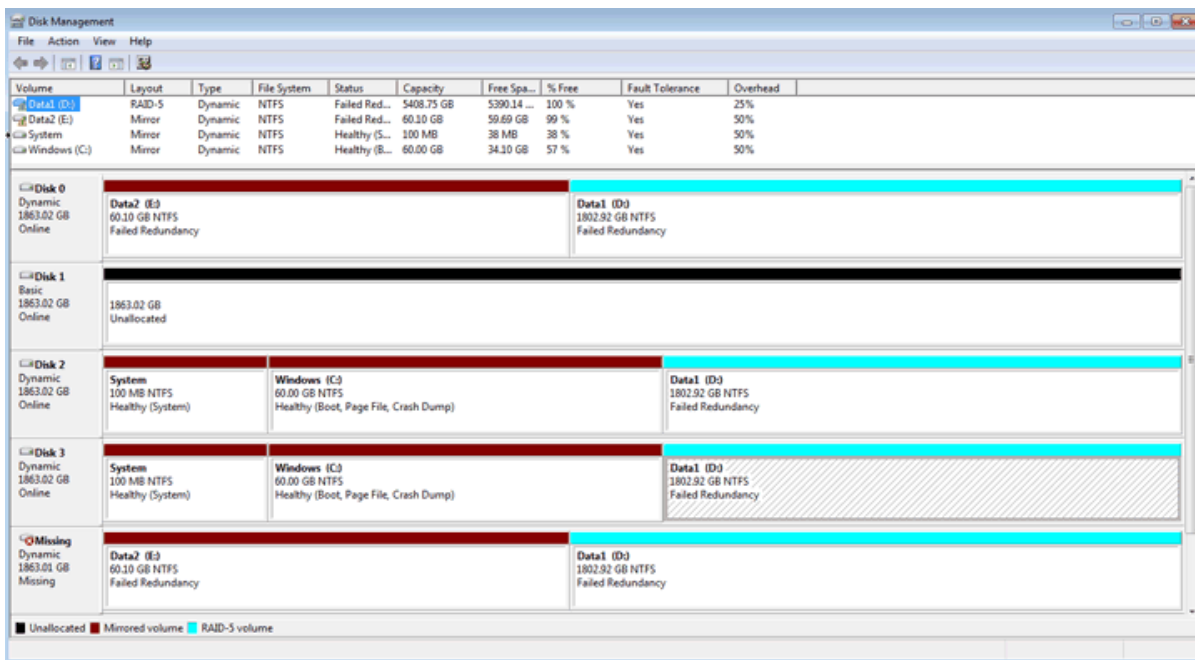 Disk Management
File Action View Help
Volume Layout Type File System Status Capacity Free Spa... % Free Fault Tolerance Overhead
Data1 (D:) RAID-5 Dynamic NTFS Failed Red... 5408.75 GB 5390.14 ... 100 % Yes 25%
Data2 (E:) Mirror Dynamic NTFS Failed Red... 60.10 GB 59.69 GB 99 % Yes 50%
System Mirror Dynamic NTFS Healthy (S... 100 MB 38 MB 38 % Yes 50%
Windows (C:) Mirror Dynamic NTFS Healthy (B... 60.00 GB 34.10 GB 57 % Yes 50%
Disk 0
Dynamic
1863.02 GB
Online
Data2 (E:)
60.10 GB NTFS
Failed Redundancy
Data1 (D:)
1802.92 GB NTFS
Failed Redundancy
Disk 1
Basic
1863.02 GB
Online
1863.02 GB
Unallocated
Disk 2
Dynamic
1863.02 GB
Online
System
100 MB NTFS
Healthy (System)
Windows (C:)
60.00 GB NTFS
Healthy (Boot, Page File, Crash Dump)
Data1 (D:)
1802.92 GB NTFS
Failed Redundancy
Disk 3
Dynamic
1863.02 GB
Online
System
100 MB NTFS
Healthy (System)
Windows (C:)
60.00 GB NTFS
Healthy (Boot, Page File, Crash Dump)
Data1 (D:)
1802.92 GB NTFS
Failed Redundancy
Missing
Dynamic
1863.01 GB
Missing
Data2 (E:)
60.10 GB NTFS
Failed Redundancy
Data1 (D:)
1802.92 GB NTFS
Failed Redundancy
Unallocated Mirrored volume RAID-5 volume